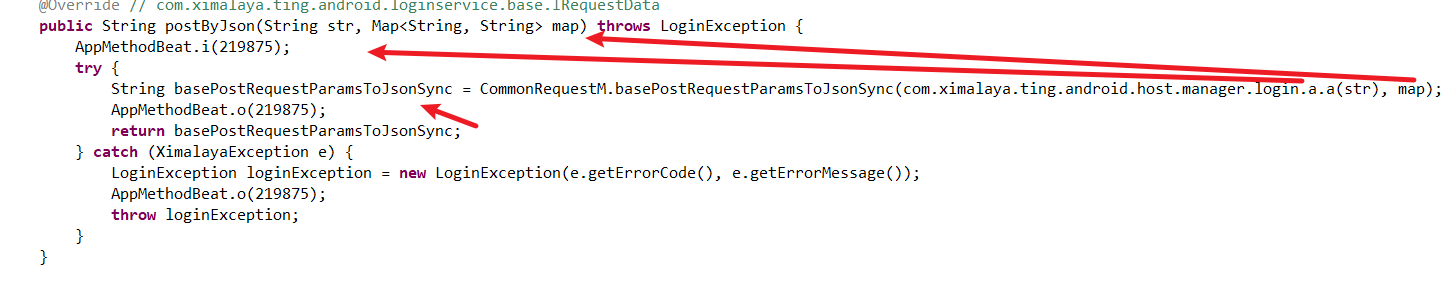 @Override // com.ximalaya.ting.android.loginservice.base.IRequestData
public String postByJson(String str, Map<String, String> map) throws LoginException {
AppMethodBeat.i(219875);
try {
String basePostRequestParamsToJsonSync = CommonRequestM.basePostRequestParamsToJsonSync(com.ximalaya.ting.android.host.manager.login.a.a(str), map);
AppMethodBeat.o(219875);
return basePostRequestParamsToJsonSync;
} catch (XimalayaException e) {
LoginException loginException = new LoginException(e.getErrorCode(), e.getErrorMessage());
AppMethodBeat.o(219875);
throw loginException;
}
}